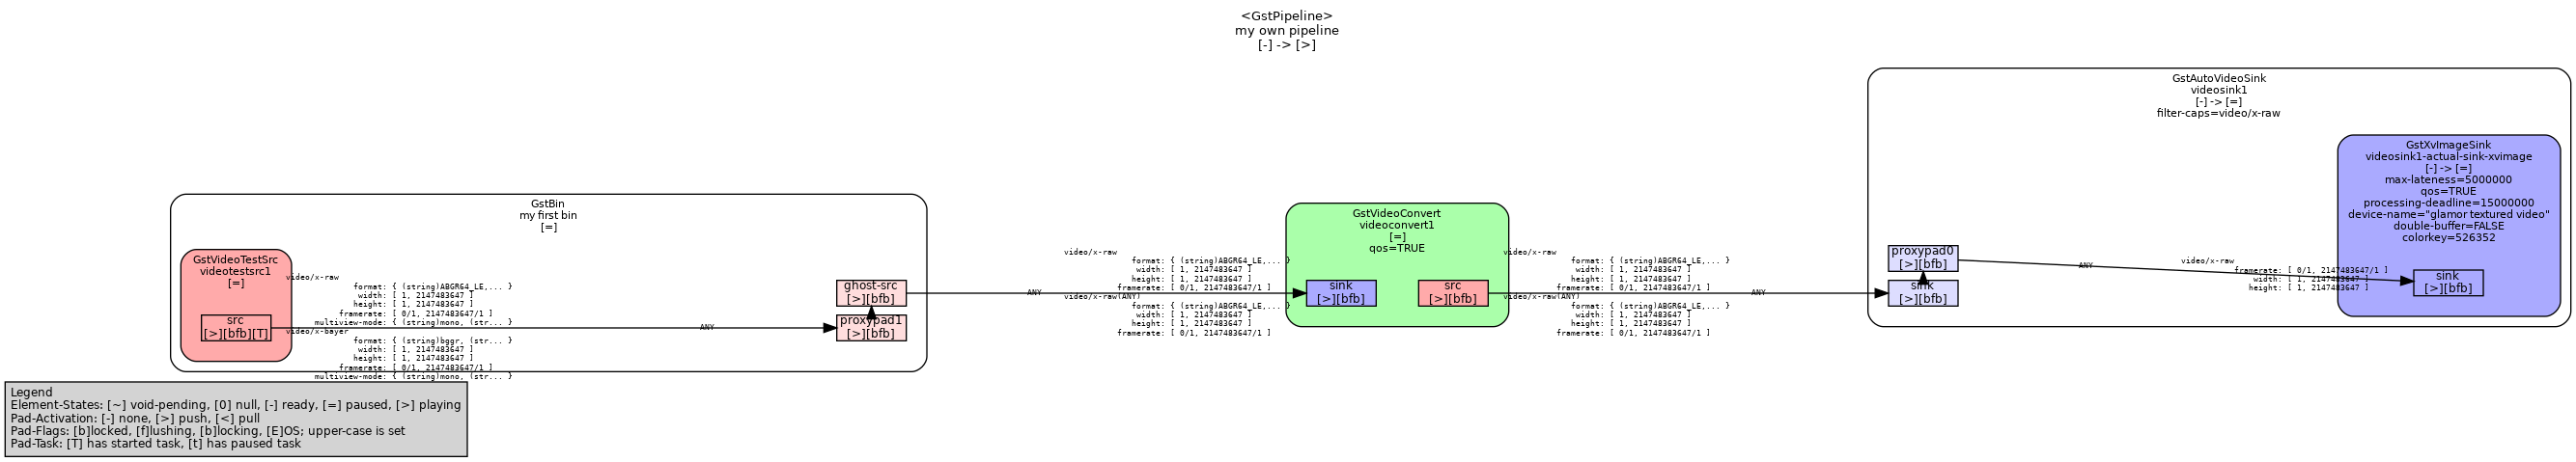 <GstPipeline>
my own pipeline
[-] -> [>]
GstBin
my first bin
[=]
GstVideoTestSrc
videotestsrc1
[=]
src
[>][bfb][T]
video/x-raw
format: { (string)ABGR64_LE,... }
width: [ 1, 2147483647 ]
height: [ 1, 2147483647 ]
framerate: [ 0/1, 2147483647/1 ]
multiview-mode: { (string)mono, (str... }
video/x-bayer
format: { (string)bggr, (str... }
width: [ 1, 2147483647 ]
height: [ 1, 2147483647 ]
framerate: [ 0/1, 2147483647/1 ]
multiview-mode: { (string)mono, (str... }
ANY
ghost-src
[>][bfb]
proxypad1
[>][bfb]
ANY
video/x-raw
format: { (string)ABGR64_LE,... }
width: [ 1, 2147483647 ]
height: [ 1, 2147483647 ]
framerate: [ 0/1, 2147483647/1 ]
video/x-raw(ANY)
format: { (string)ABGR64_LE,... }
width: [ 1, 2147483647 ]
height: [ 1, 2147483647 ]
framerate: [ 0/1, 2147483647/1 ]
GstVideoConvert
videoconvert1
[=]
qos=TRUE
sink
[>][bfb]
src
[>][bfb]
video/x-raw
format: { (string)ABGR64_LE,... }
width: [ 1, 2147483647 ]
height: [ 1, 2147483647 ]
framerate: [ 0/1, 2147483647/1 ]
video/x-raw(ANY)
format: { (string)ABGR64_LE,... }
width: [ 1, 2147483647 ]
height: [ 1, 2147483647 ]
framerate: [ 0/1, 2147483647/1 ]
ANY
GstAutoVideoSink
videosink1
[-] -> [=]
filter-caps=video/x-raw
proxypad0
[>][bfb]
sink
[>][bfb]
ANY
video/x-raw
framerate: [ 0/1, 2147483647/1 ]
width: [ 1, 2147483647 ]
height: [ 1, 2147483647 ]
GstXvImageSink
videosink1-actual-sink-xvimage
[-] -> [=]
max-lateness=5000000
qos=TRUE
processing-deadline=15000000
device-name="glamor textured video"
double-buffer=FALSE
colorkey=526352
sink
[>][bfb]
Legend
Element-States: [~] void-pending, [0] null, [-] ready, [=] paused, [>] playing
Pad-Activation: [-] none, [>] push, [<] pull
Pad-Flags: [b]locked, [f]lushing, [b]locking, [E]OS; upper-case is set
Pad-Task: [T] has started task, [t] has paused task